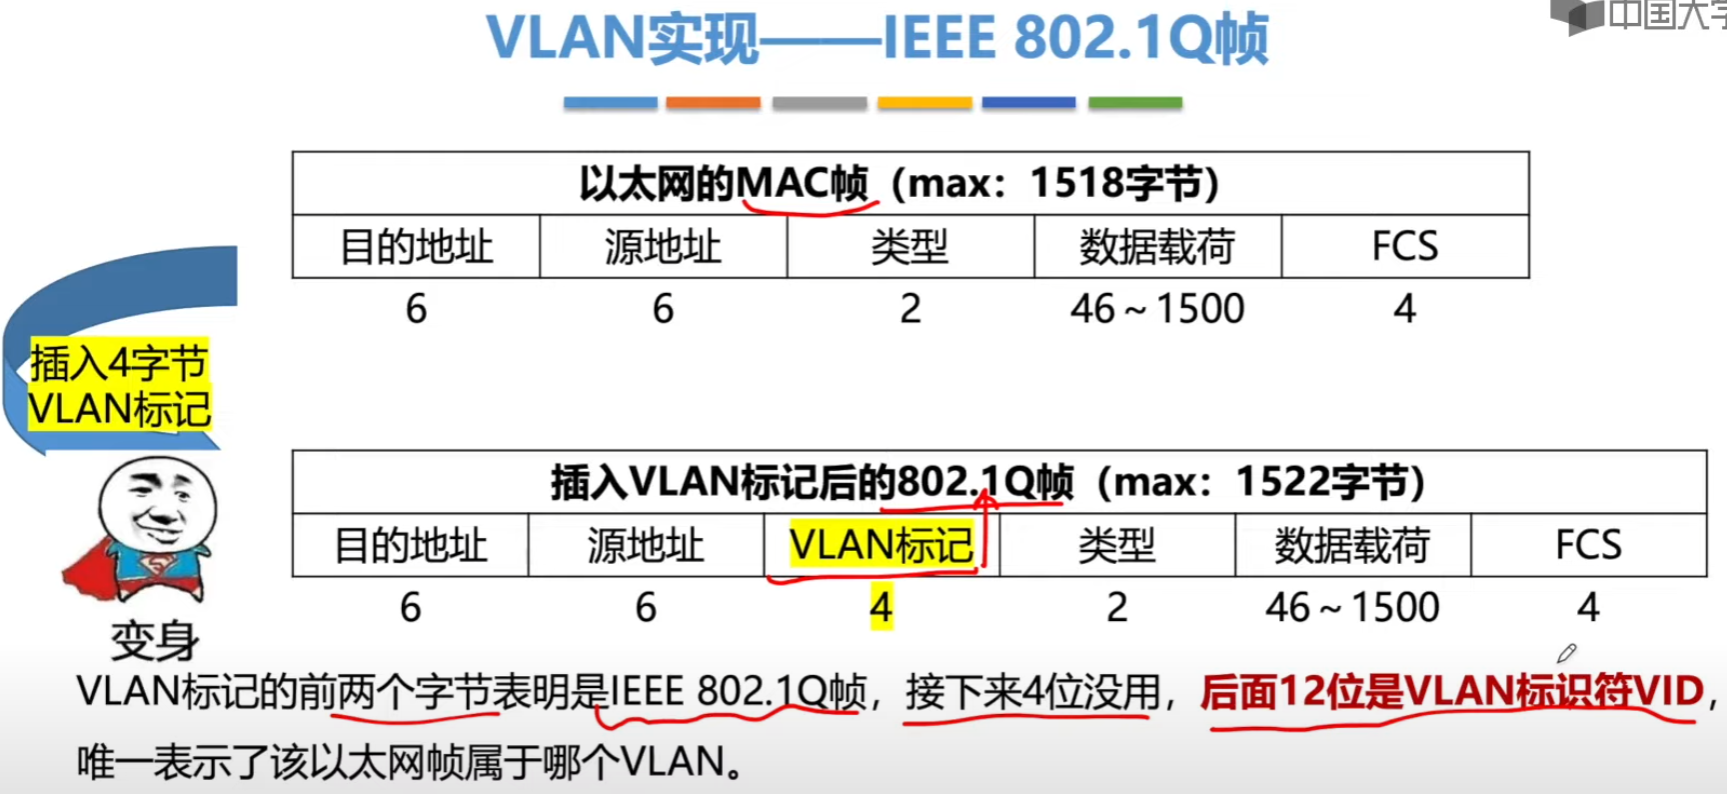 VLAN实现——IEEE 802.1Q帧
中国大学
以太网的MAC帧（max：1518字节）
目的地址 源地址 类型 数据载荷 FCS
6 6 2 46~1500 4
插入4字节
VLAN标记
插入VLAN标记后的802.1Q帧（max：1522字节）
目的地址 源地址 VLAN标记 类型 数据载荷 FCS
6 6 4 2 46~1500 4
变身
VLAN标记的前两个字节表明是IEEE 802.1Q帧，接下来4位没用，后面12位是VLAN标识符VID，
唯一表示了该以太网帧属于哪个VLAN。